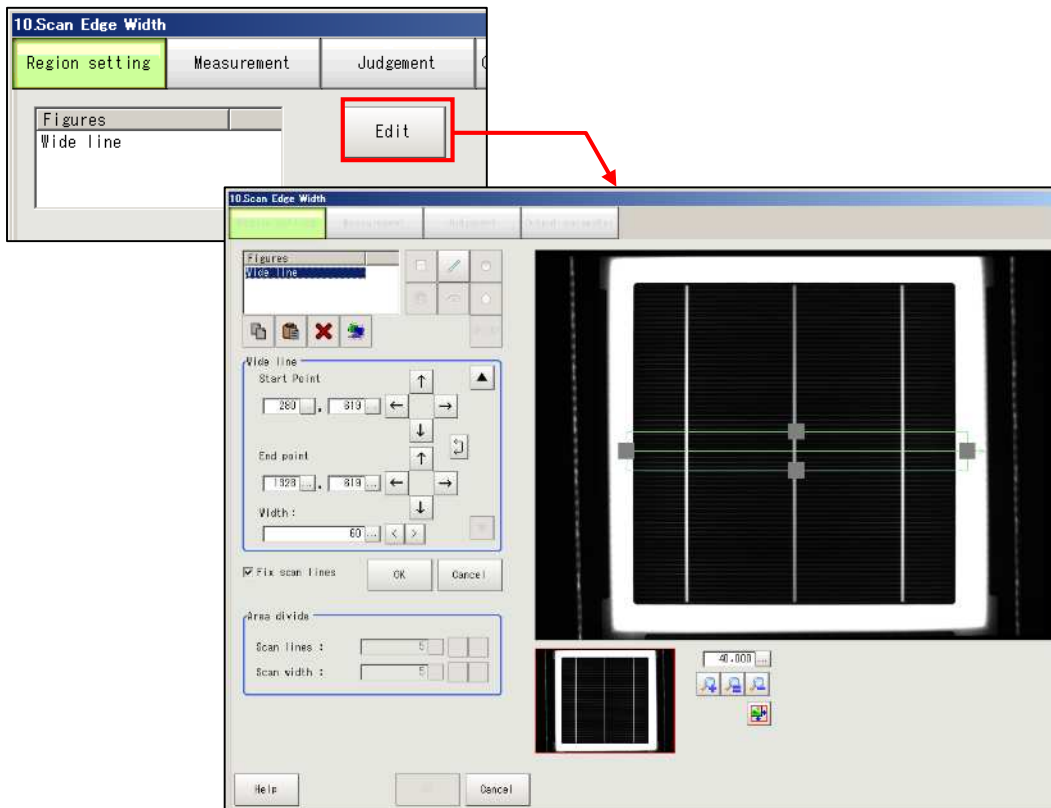 10.Scan Edge Width
Region setting
Measurement
Judgement
Figures
Wide line
Edit
10.Scan Edge Width
Figures
Wide line
Wide line
Start Point
280 ... , 619 ...
End point
1328 ... , 619 ...
Width :
60 ... < >
Fix scan lines
OK
Cancel
Area divide
Scan lines : 5
Scan width : 5
40.000 ...
Help
Cancel